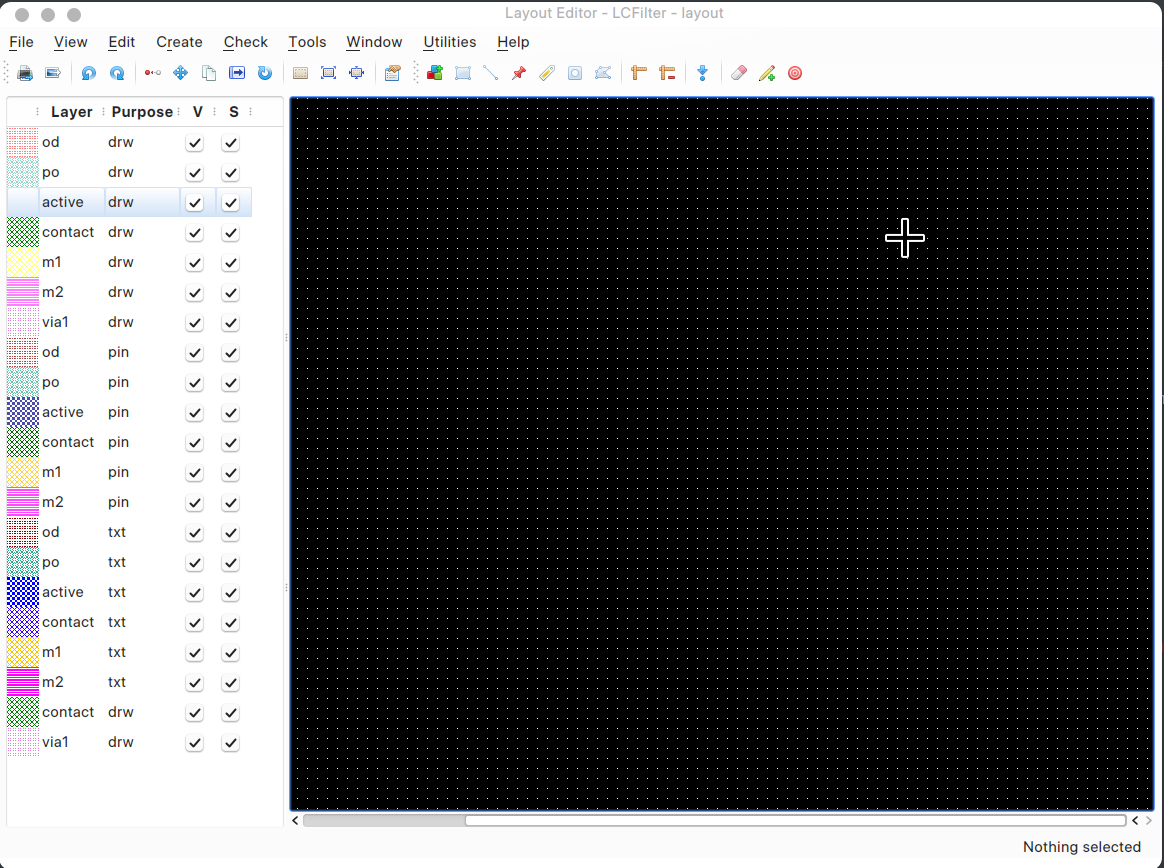 Layout Editor - LCFilter - layout
File View Edit Create Check Tools Window Utilities Help
Layer Purpose V S
od drw
po drw
active drw
contact drw
m1 drw
m2 drw
via1 drw
od pin
po pin
active pin
contact pin
m1 pin
m2 pin
od txt
po txt
active txt
contact txt
m1 txt
m2 txt
contact drw
via1 drw
Nothing selected